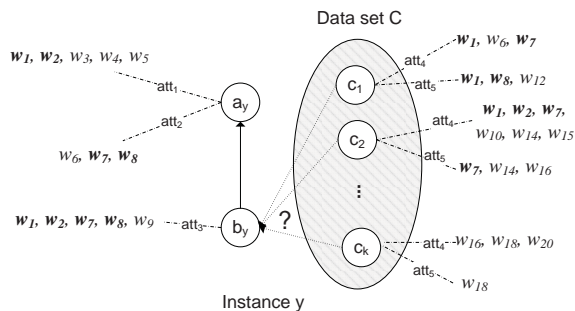 Data set C
w1, w2, w3, w4, w5
att1
ay
att2
w6, w7, w8
w1, w2, w7, w8, w9
att3
by
?
c1
att4
w1, w6, w7
att5
w1, w8, w12
c2
att4
w1, w2, w7,
w10, w14, w15
att5
w7, w14, w16
...
ck
att4
w16, w18, w20
att5
w18
Instance y